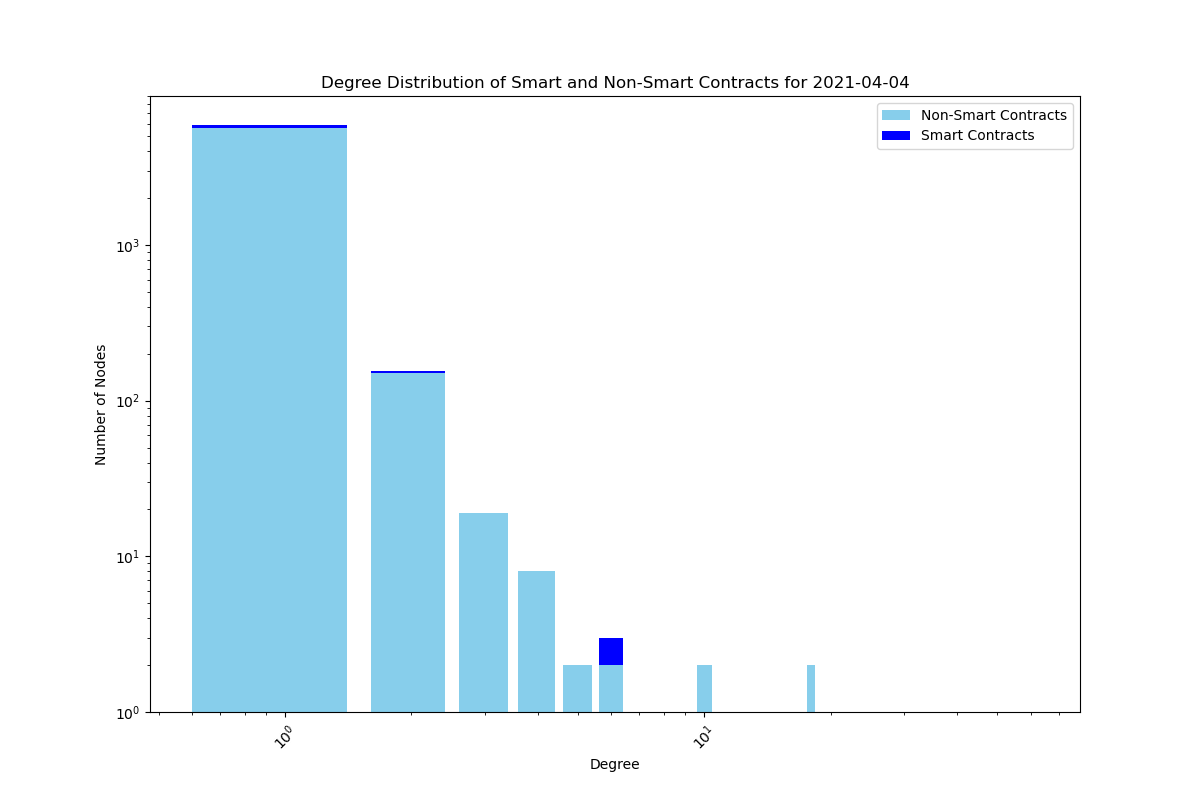 Degree Distribution of Smart and Non-Smart Contracts for 2021-04-04
Non-Smart Contracts
Smart Contracts
Number of Nodes
10³
10²
10¹
10⁰
10⁰
10¹
Degree